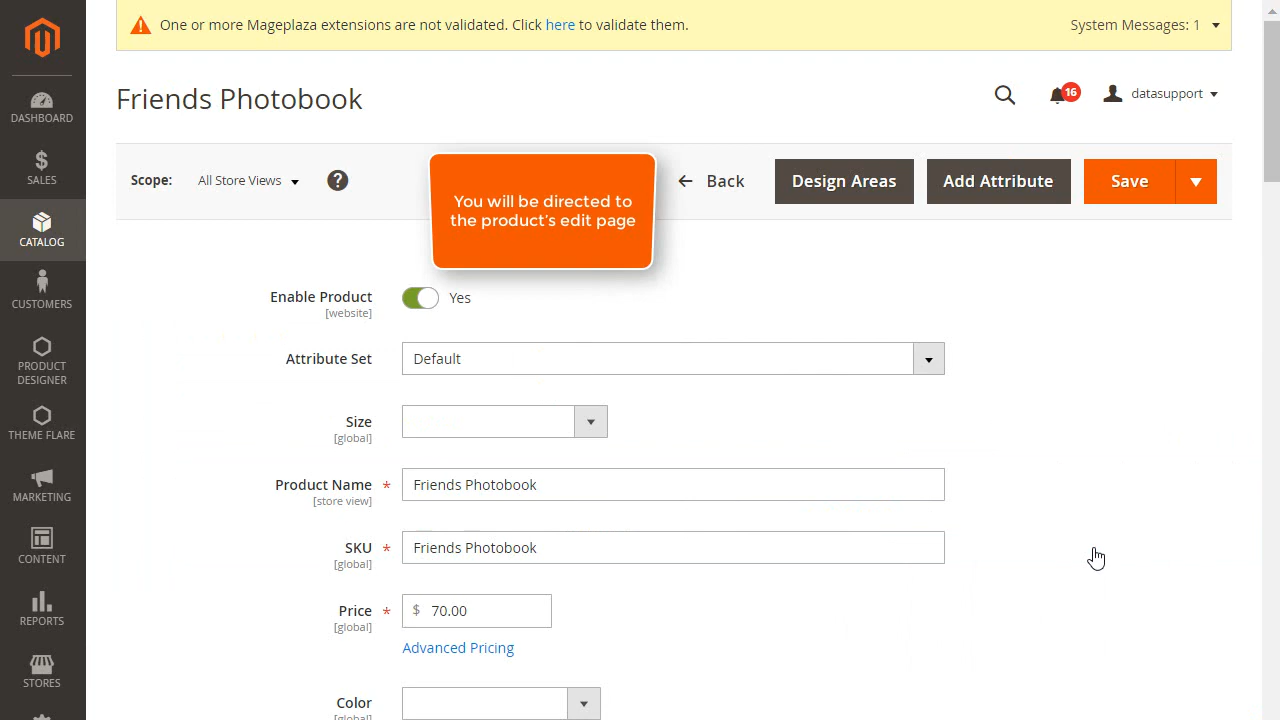 One or more Mageplaza extensions are not validated. Click here to validate them.
System Messages: 1
Friends Photobook
16
datasupport
Scope:
All Store Views
?
You will be directed to
the product's edit page
Back
Design Areas
Add Attribute
Save
DASHBOARD
SALES
CATALOG
CUSTOMERS
PRODUCT
DESIGNER
THEME FLARE
MARKETING
CONTENT
REPORTS
STORES
Enable Product
[website]
Yes
Attribute Set
Default
Size
[global]
Product Name *
[store view]
Friends Photobook
SKU *
[global]
Friends Photobook
Price *
[global]
$ 70.00
Advanced Pricing
Color
[global]